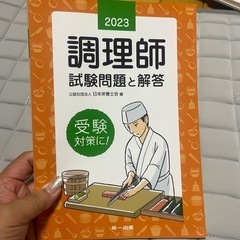 2023
調理師
試験問題と解答
公益社団法人 日本栄養士会 編
受験
対策に!
第一出版